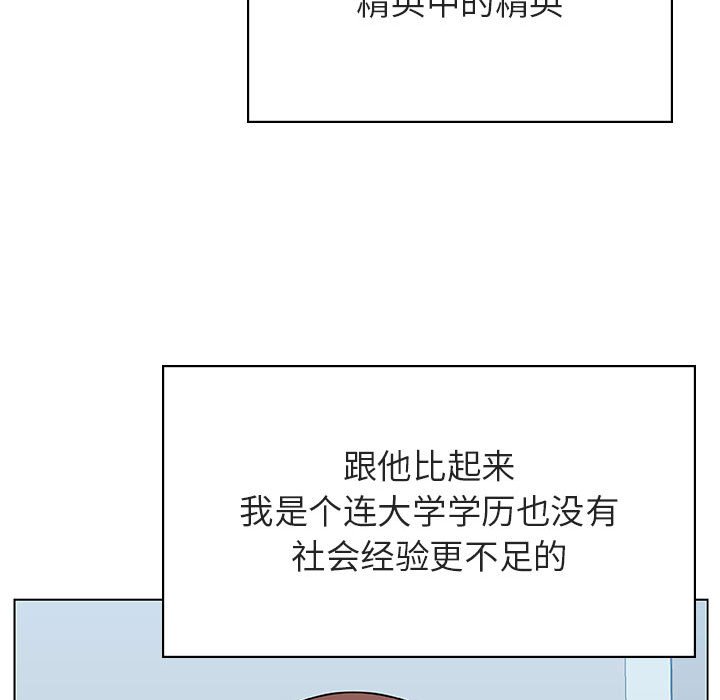 精英中的精英
跟他比起来
我是个连大学学历也没有
社会经验更不足的